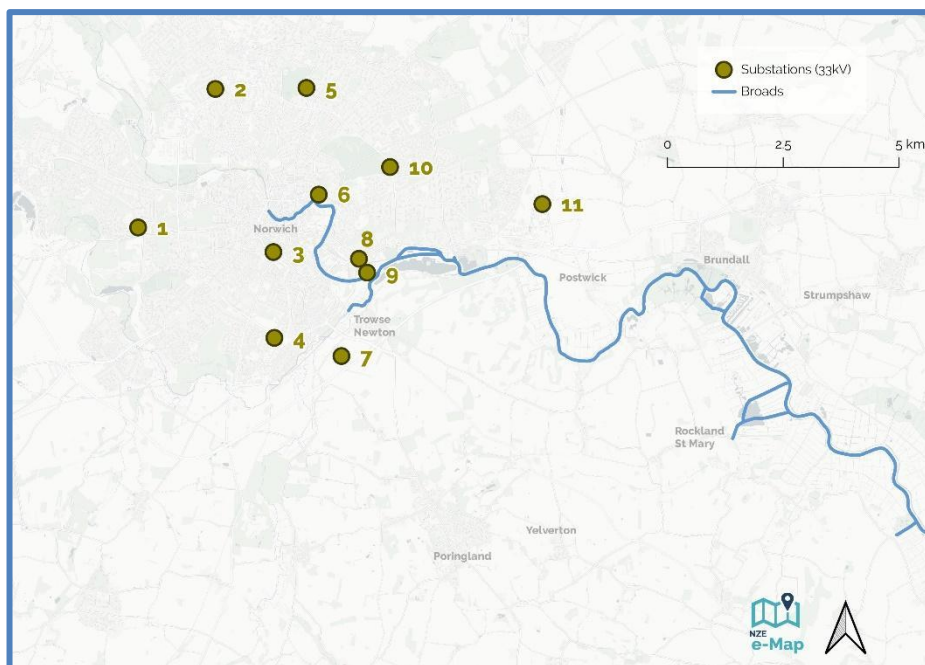 Substations (33kV)
Broads
0 2.5 5 km
2
5
10
6
11
1
Norwich
3
8
9
Postwick
Brundall
Strumpshaw
Trowse
Newton
4
7
Rockland
St Mary
Yelverton
Poringland
NZE
e-Map